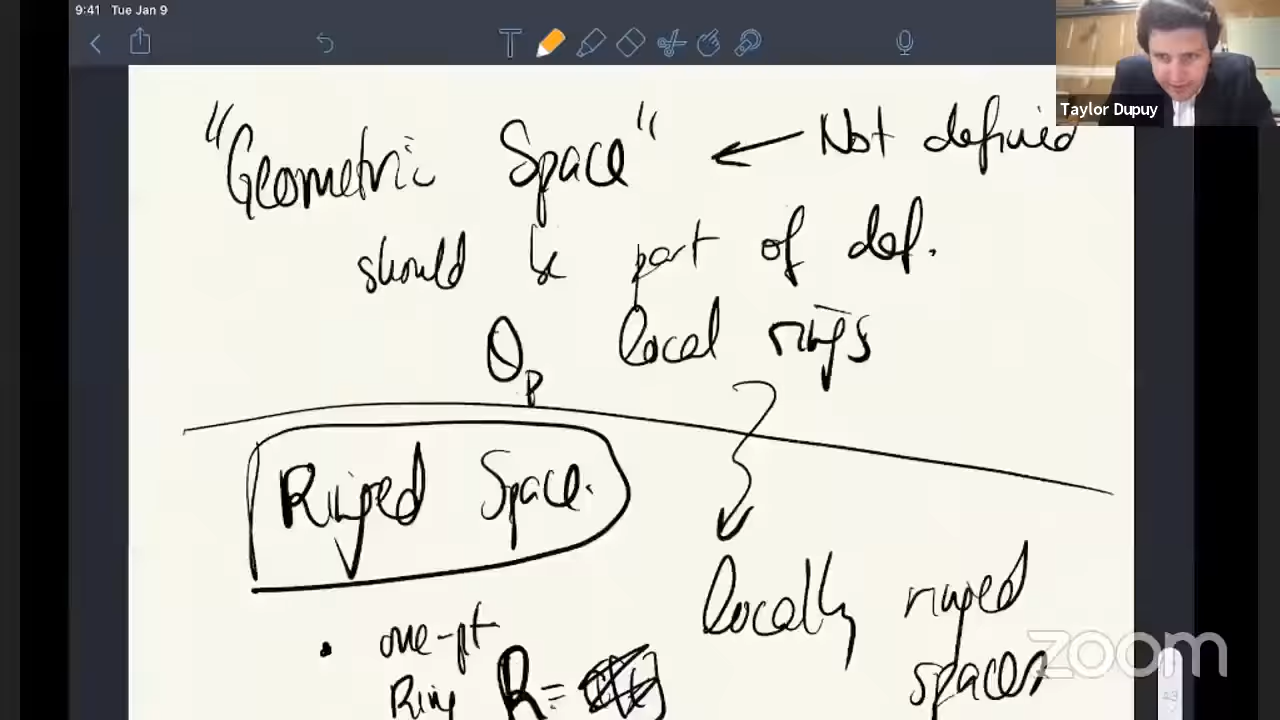 9:41 Tue Jan 9
Taylor Dupuy
"Geometric Space" ← Not defined
should be part of def.
local rings
Ringed Space.
locally ringed
spaces
• one-pt
Ring R =
zoom